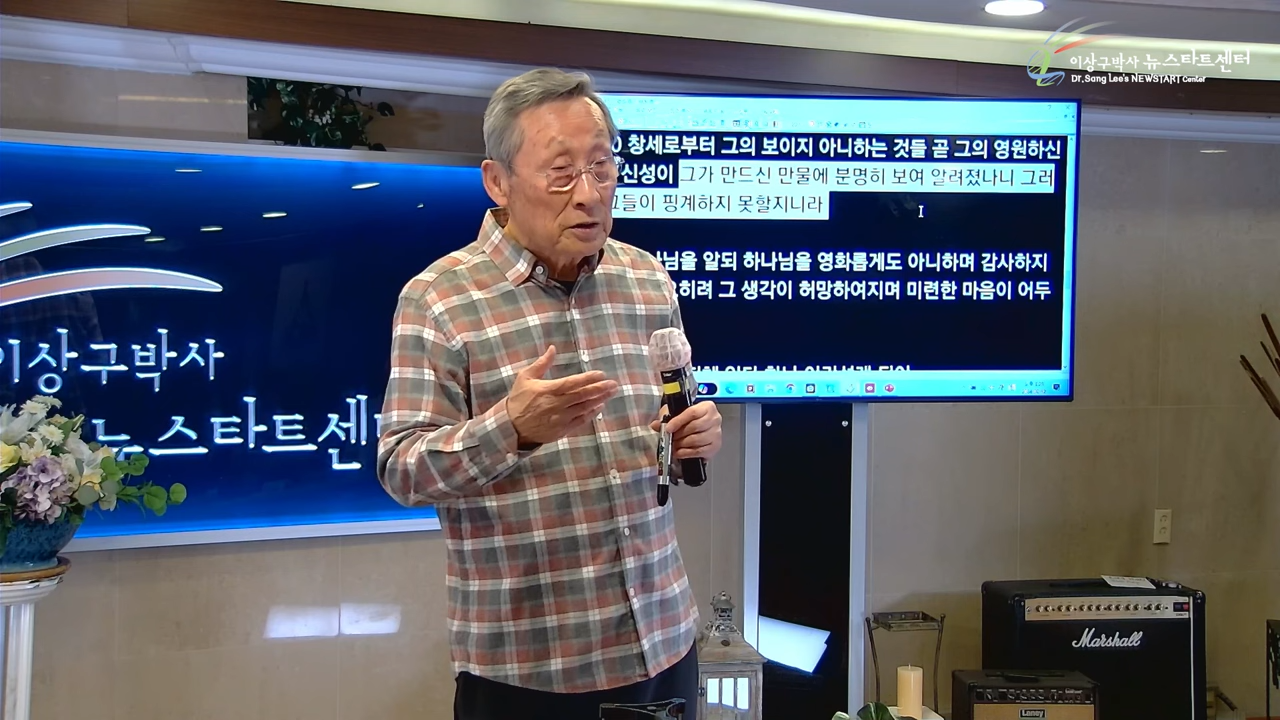 이상구박사 뉴스타트센터
Dr.Sang Lee's NEWSTART Center
창세로부터 그의 보이지 아니하는 것들 곧 그의 영원하신
신성이 그가 만드신 만물에 분명히 보여 알려졌나니 그러
그들이 핑계하지 못할지니라
하나님을 알되 하나님을 영화롭게도 아니하며 감사하지
오히려 그 생각이 허망하여지며 미련한 마음이 어두
이상구박사
뉴스타트센
Marshall
Laney